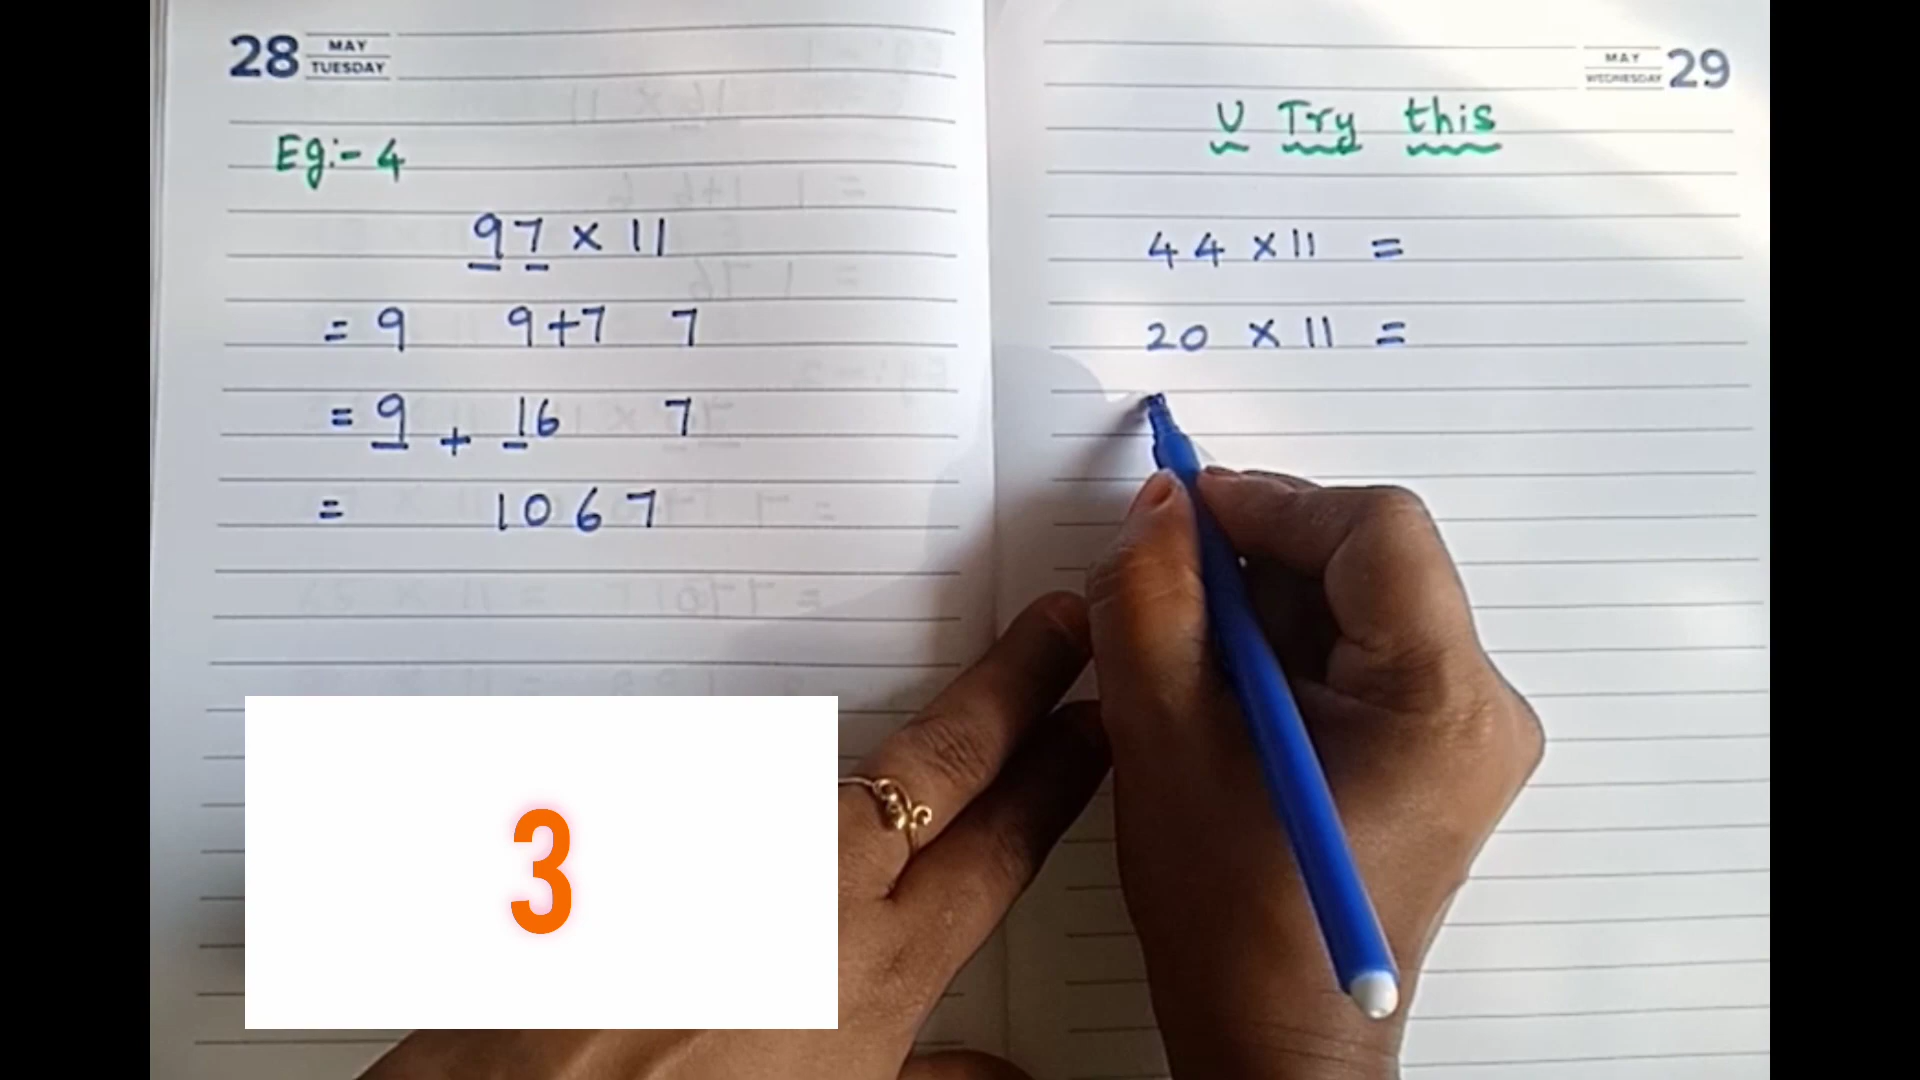 28 MAY TUESDAY
Eg:- 4
97 x 11
= 9 9+7 7
= 9 + 16 7
= 1067
3
MAY WEDNESDAY 29
U Try this
44 x 11 =
20 x 11 =